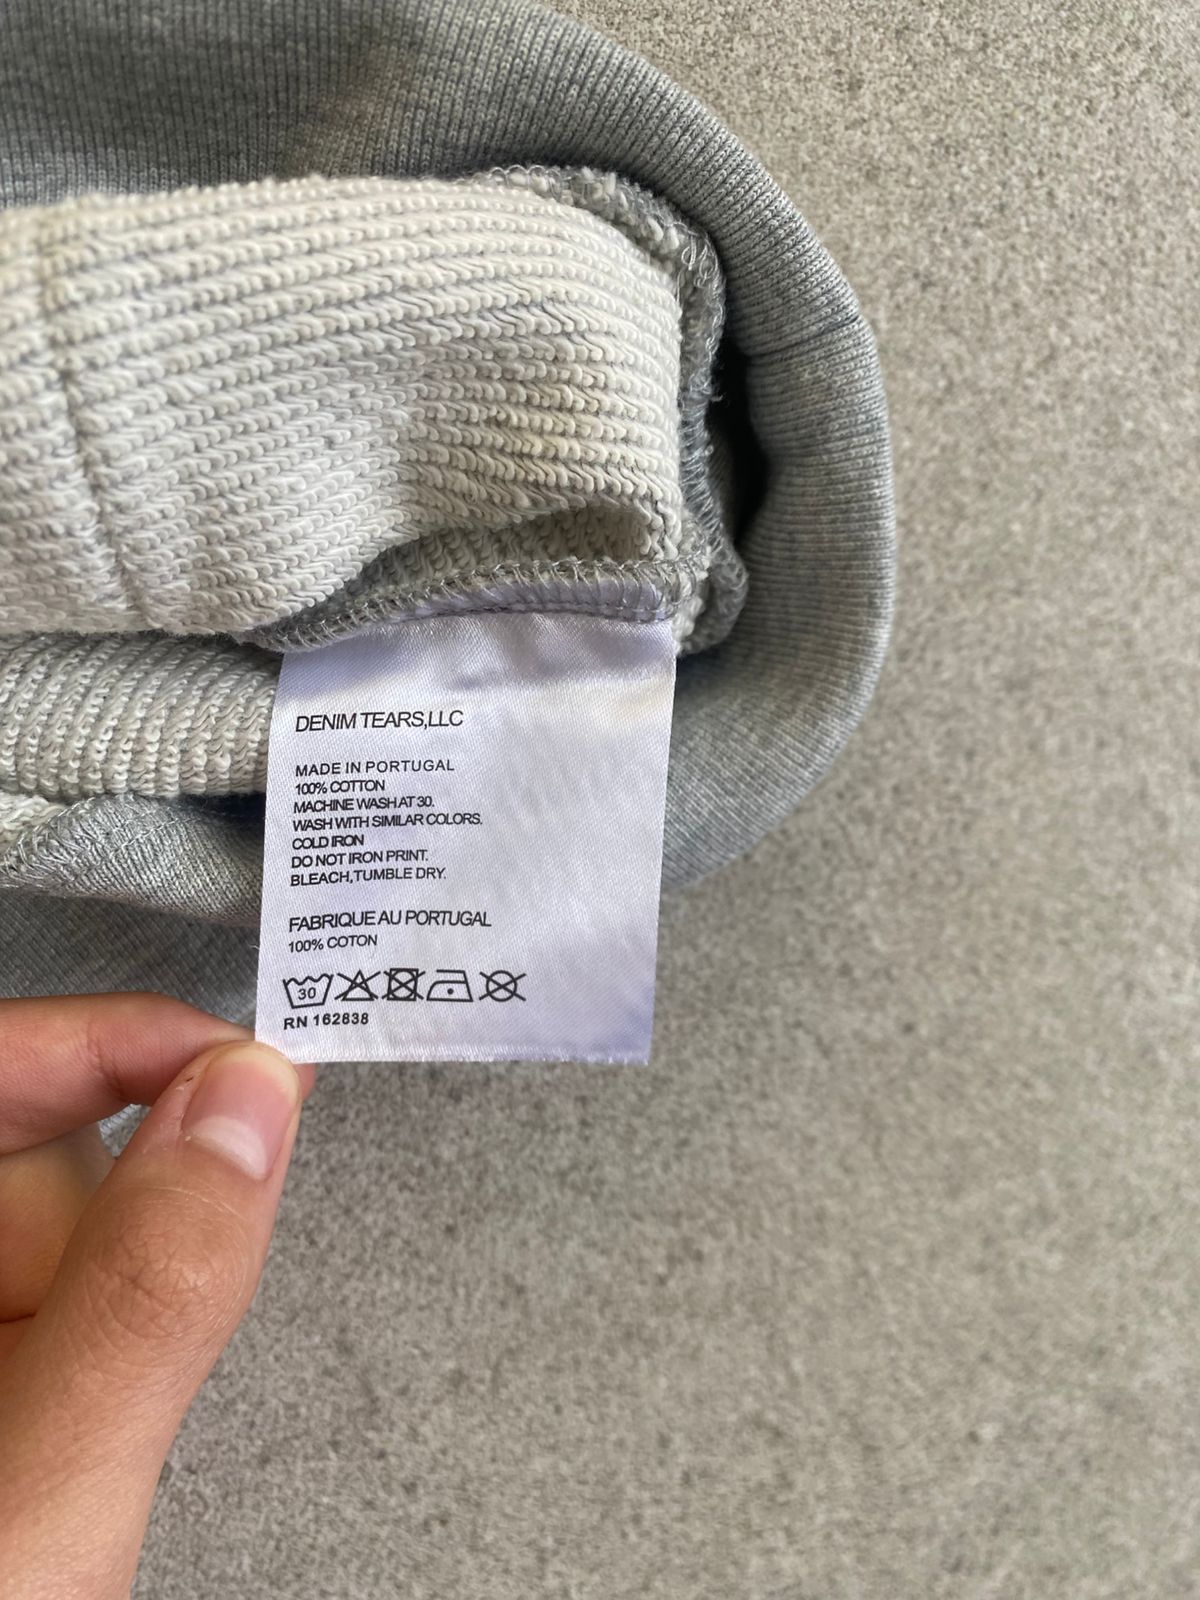 DENIM TEARS,LLC
MADE IN PORTUGAL
100% COTTON
MACHINE WASH AT 30.
WASH WITH SIMILAR COLORS.
COLD IRON
DO NOT IRON PRINT.
BLEACH,TUMBLE DRY.
FABRIQUE AU PORTUGAL
100% COTON
30
RN 162838